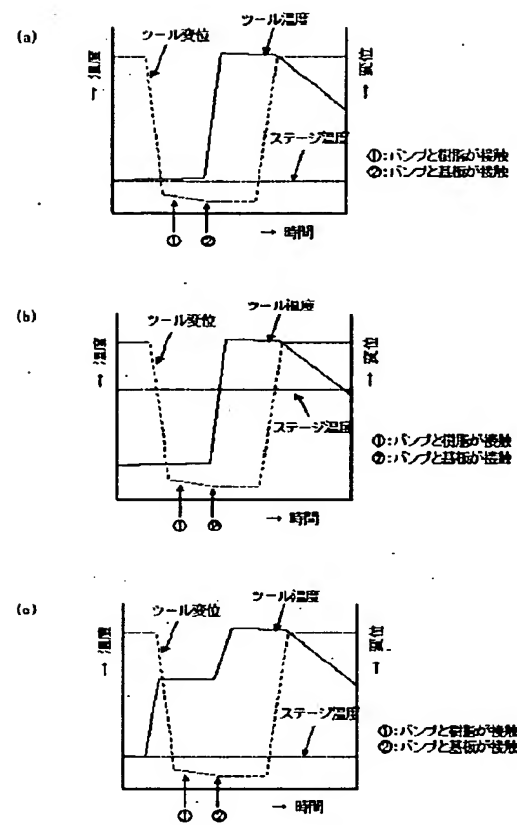 (a)
ツール変位
ツール温度
→ 温度
→ 変位
ステージ温度
①:バンプと樹脂が接触
②:バンプと基板が接触
① ②
→ 時間
(b)
ツール変位
ツール温度
→ 温度
→ 変位
ステージ温度
①:バンプと樹脂が接触
②:バンプと基板が接触
① ②
→ 時間
(c)
ツール変位
ツール温度
→ 温度
→ 変位
ステージ温度
①:バンプと樹脂が接触
②:バンプと基板が接触
① ②
→ 時間